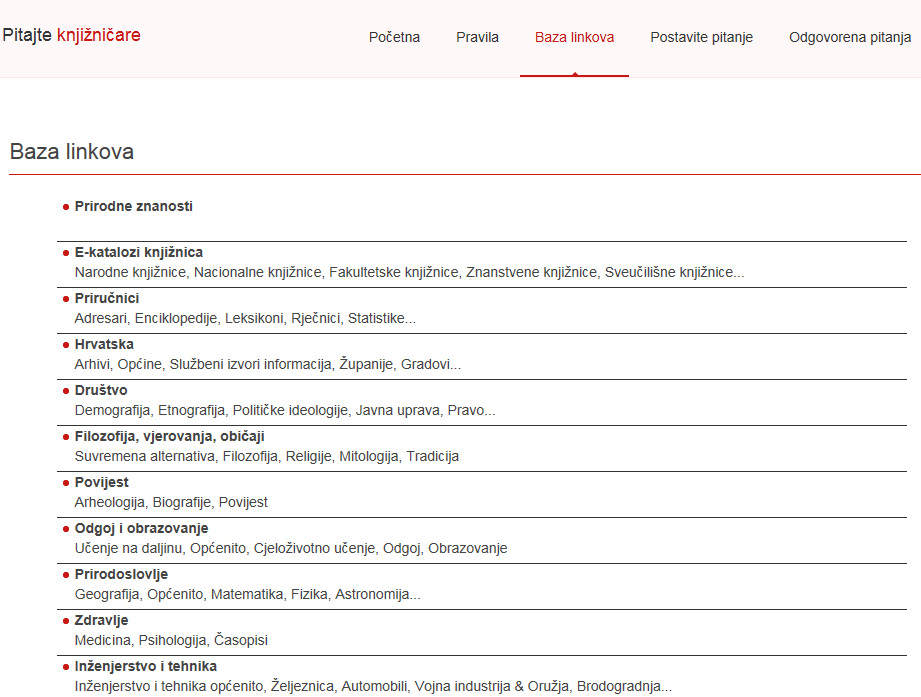 Pitajte knjižničare
Početna Pravila Baza linkova Postavite pitanje Odgovorena pitanja
Baza linkova
Prirodne znanosti
E-katalozi knjižnica
Narodne knjižnice, Nacionalne knjižnice, Fakultetske knjižnice, Znanstvene knjižnice, Sveučilišne knjižnice...
Priručnici
Adresari, Enciklopedije, Leksikoni, Rječnici, Statistike...
Hrvatska
Arhivi, Općine, Službeni izvori informacija, Županije, Gradovi...
Društvo
Demografija, Etnografija, Političke ideologije, Javna uprava, Pravo...
Filozofija, vjerovanja, običaji
Suvremena alternativa, Filozofija, Religije, Mitologija, Tradicija
Povijest
Arheologija, Biografije, Povijest
Odgoj i obrazovanje
Učenje na daljinu, Općenito, Cjeloživotno učenje, Odgoj, Obrazovanje
Prirodoslovlje
Geografija, Općenito, Matematika, Fizika, Astronomija...
Zdravlje
Medicina, Psihologija, Časopisi
Inženjerstvo i tehnika
Inženjerstvo i tehnika općenito, Željeznica, Automobili, Vojna industrija & Oružja, Brodogradnja...